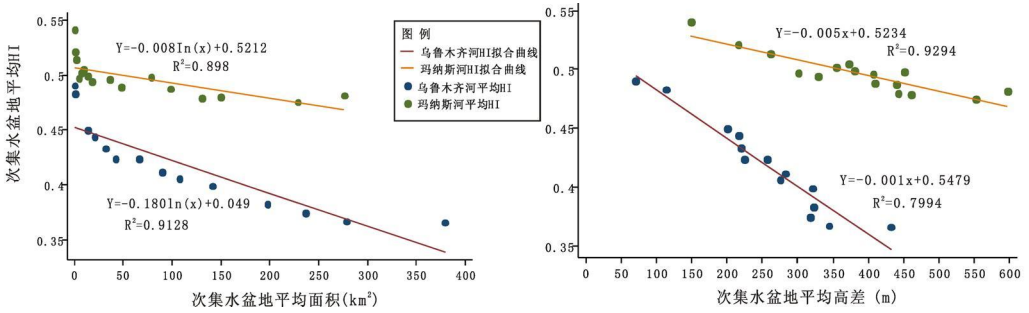 次集水盆地平均HI
0.55
0.5
0.45
0.4
0.35
Y=-0.008In(x)+0.5212
R²=0.898
Y=-0.180ln(x)+0.049
R²=0.9128
0
50
100
150
200
250
300
350
400
次集水盆地平均面积(km²)
图 例
乌鲁木齐河HI拟合曲线
玛纳斯河HI拟合曲线
乌鲁木齐河平均HI
玛纳斯河平均HI
0.55
0.5
0.45
0.4
0.35
Y=-0.005x+0.5234
R²=0.9294
Y=-0.001x+0.5479
R²=0.7994
0
50
100
150
200
250
300
350
400
450
500
550
600
次集水盆地平均高差 (m)